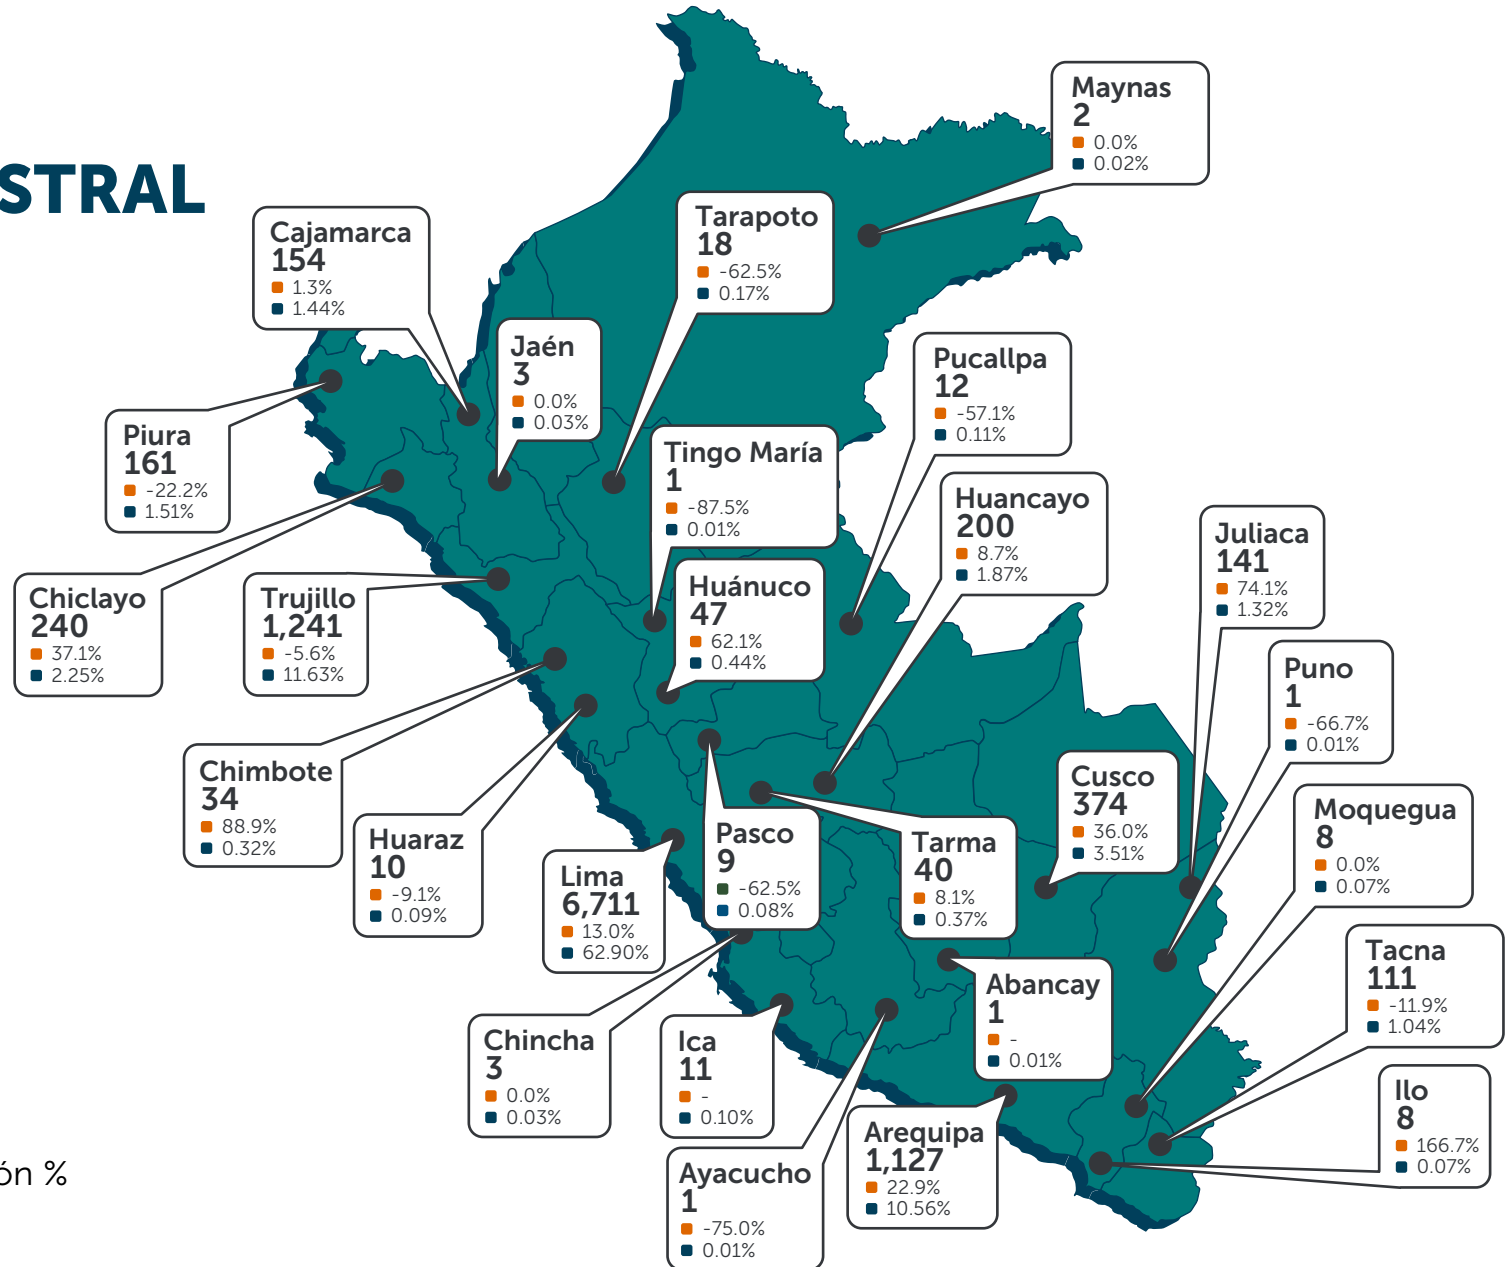 STRAL
Maynas
2
0.0%
0.02%
Cajamarca
154
1.3%
1.44%
Tarapoto
18
-62.5%
0.17%
Jaén
3
0.0%
0.03%
Pucallpa
12
-57.1%
0.11%
Piura
161
-22.2%
1.51%
Tingo María
1
-87.5%
0.01%
Huancayo
200
8.7%
1.87%
Juliaca
141
74.1%
1.32%
Chiclayo
240
37.1%
2.25%
Trujillo
1,241
-5.6%
11.63%
Huánuco
47
62.1%
0.44%
Puno
1
-66.7%
0.01%
Chimbote
34
88.9%
0.32%
Huaraz
10
-9.1%
0.09%
Lima
6,711
13.0%
62.90%
Pasco
9
-62.5%
0.08%
Tarma
40
8.1%
0.37%
Cusco
374
36.0%
3.51%
Moquegua
8
0.0%
0.07%
Tacna
111
-11.9%
1.04%
Chincha
3
0.0%
0.03%
Ica
11
-
0.10%
Abancay
1
-
0.01%
Ilo
8
166.7%
0.07%
Ayacucho
1
-75.0%
0.01%
Arequipa
1,127
22.9%
10.56%
ón %